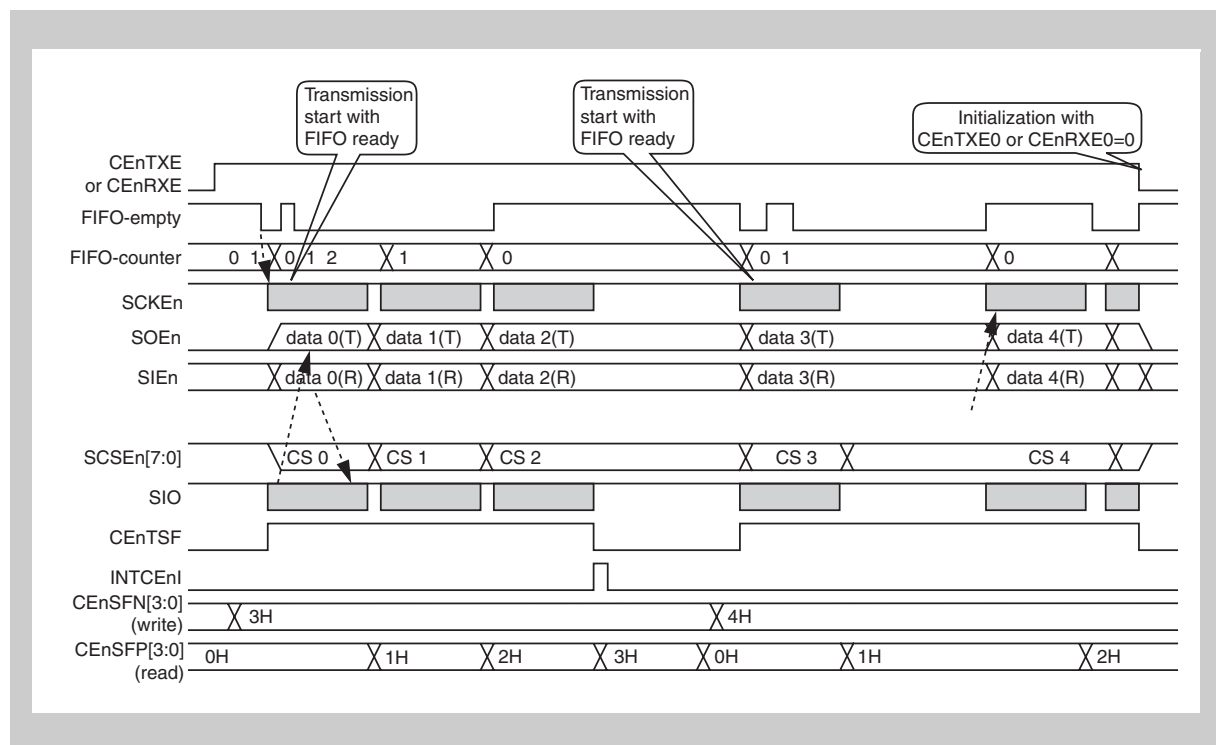 Transmission
start with
FIFO ready
Transmission
start with
FIFO ready
Initialization with
CEnTXE0 or CEnRXE0=0
CEnTXE
or CEnRXE
FIFO-empty
FIFO-counter 0 1 0 1 2 1 0 0 1 0
SCKEn
SOEn data 0(T) data 1(T) data 2(T) data 3(T) data 4(T)
SIEn data 0(R) data 1(R) data 2(R) data 3(R) data 4(R)
SCSEn[7:0] CS 0 CS 1 CS 2 CS 3 CS 4
SIO
CEnTSF
INTCEnI
CEnSFN[3:0]
(write) 3H 4H
CEnSFP[3:0]
(read) 0H 1H 2H 3H 0H 1H 2H